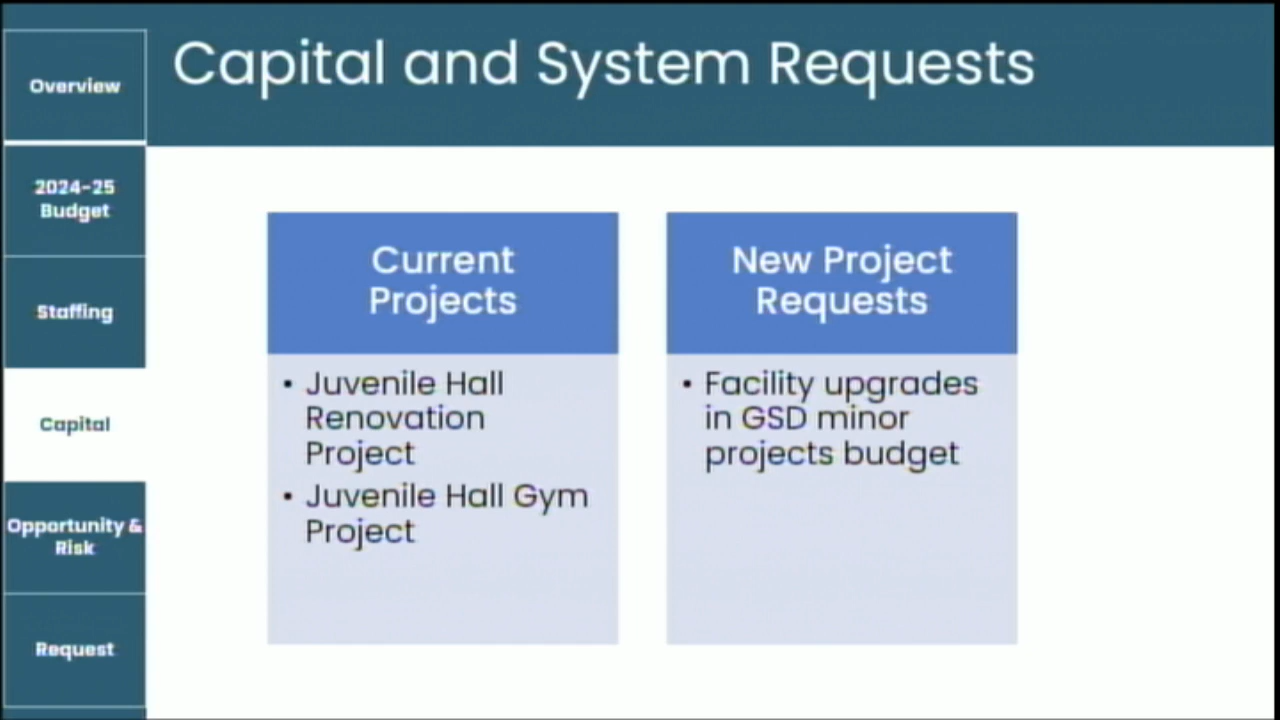 Capital and System Requests
Overview
2024-25
Budget
Staffing
Capital
Opportunity &
Risk
Request
Current
Projects
• Juvenile Hall
Renovation
Project
• Juvenile Hall Gym
Project
New Project
Requests
• Facility upgrades
in GSD minor
projects budget